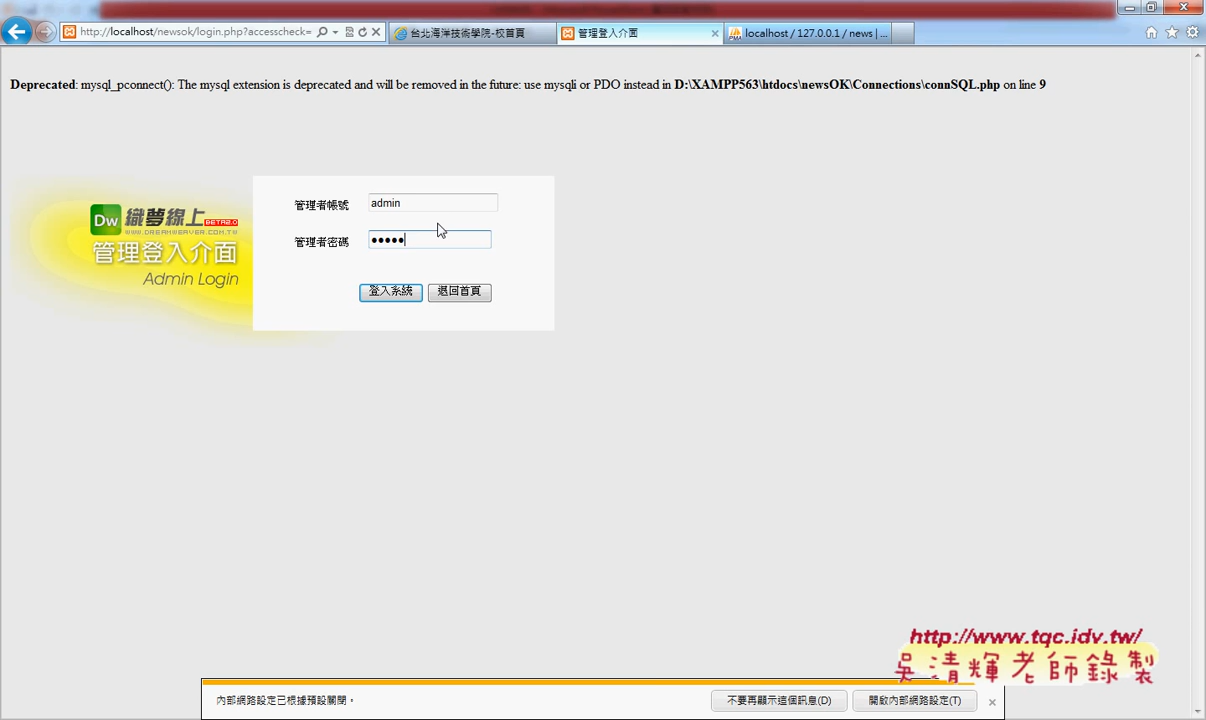 http://localhost/newsok/login.php?accesscheck=
台北海洋技術學院-校首頁
管理登入介面
localhost / 127.0.0.1 / news | ...
Deprecated: mysql_pconnect(): The mysql extension is deprecated and will be removed in the future: use mysqli or PDO instead in D:\XAMPP563\htdocs\newsOK\Connections\connSQL.php on line 9
管理者帳號 admin
Dw 織夢線上 BETA2.0
WWW.DREAMWEAVER.COM.TW
管理者密碼 •••••
管理登入介面
Admin Login
登入系統 退回首頁
http://www.tqc.idv.tw/
吳清輝老師錄製
內部網路設定已根據預設關閉。 不要再顯示這個訊息(D) 開啟內部網路設定(T)